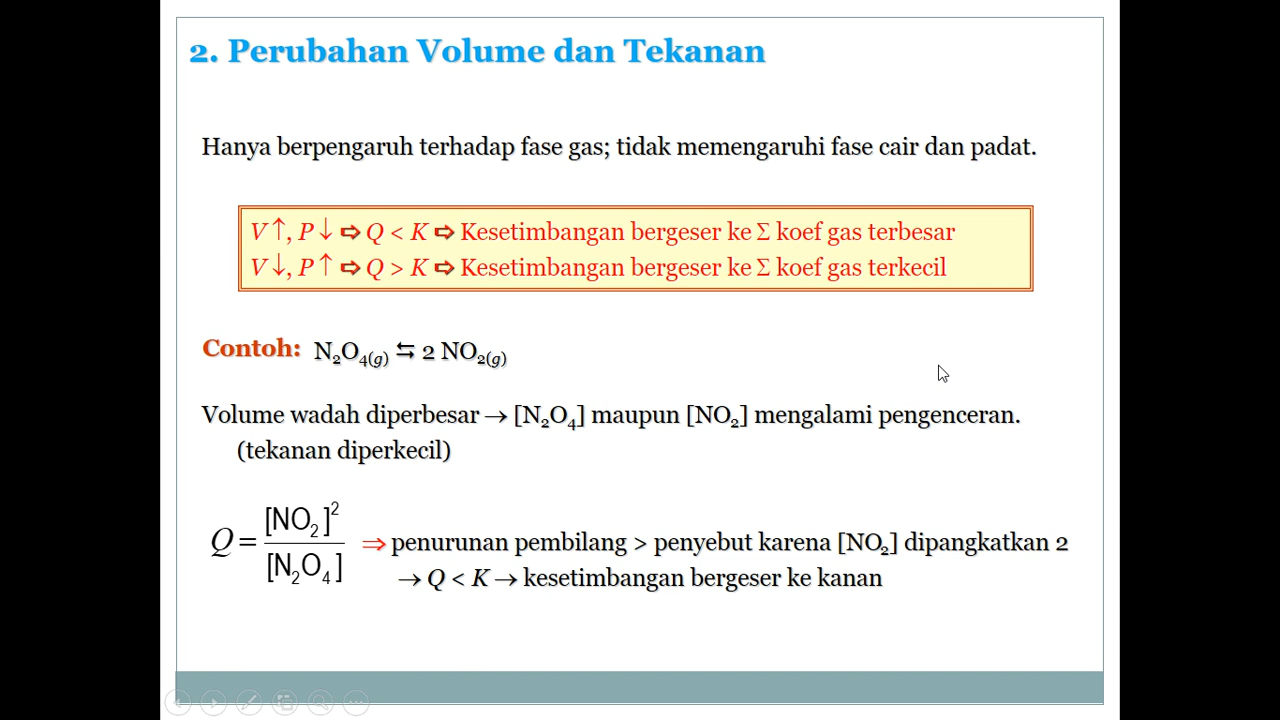 2. Perubahan Volume dan Tekanan
Hanya berpengaruh terhadap fase gas; tidak memengaruhi fase cair dan padat.
V ↑, P ↓ ⇨ Q < K ⇨ Kesetimbangan bergeser ke Σ koef gas terbesar
V ↓, P ↑ ⇨ Q > K ⇨ Kesetimbangan bergeser ke Σ koef gas terkecil
Contoh: N₂O₄(g) ⇆ 2 NO₂(g)
Volume wadah diperbesar → [N₂O₄] maupun [NO₂] mengalami pengenceran.
(tekanan diperkecil)
Q = [NO₂]² / [N₂O₄] ⇒ penurunan pembilang > penyebut karena [NO₂] dipangkatkan 2
→ Q < K → kesetimbangan bergeser ke kanan